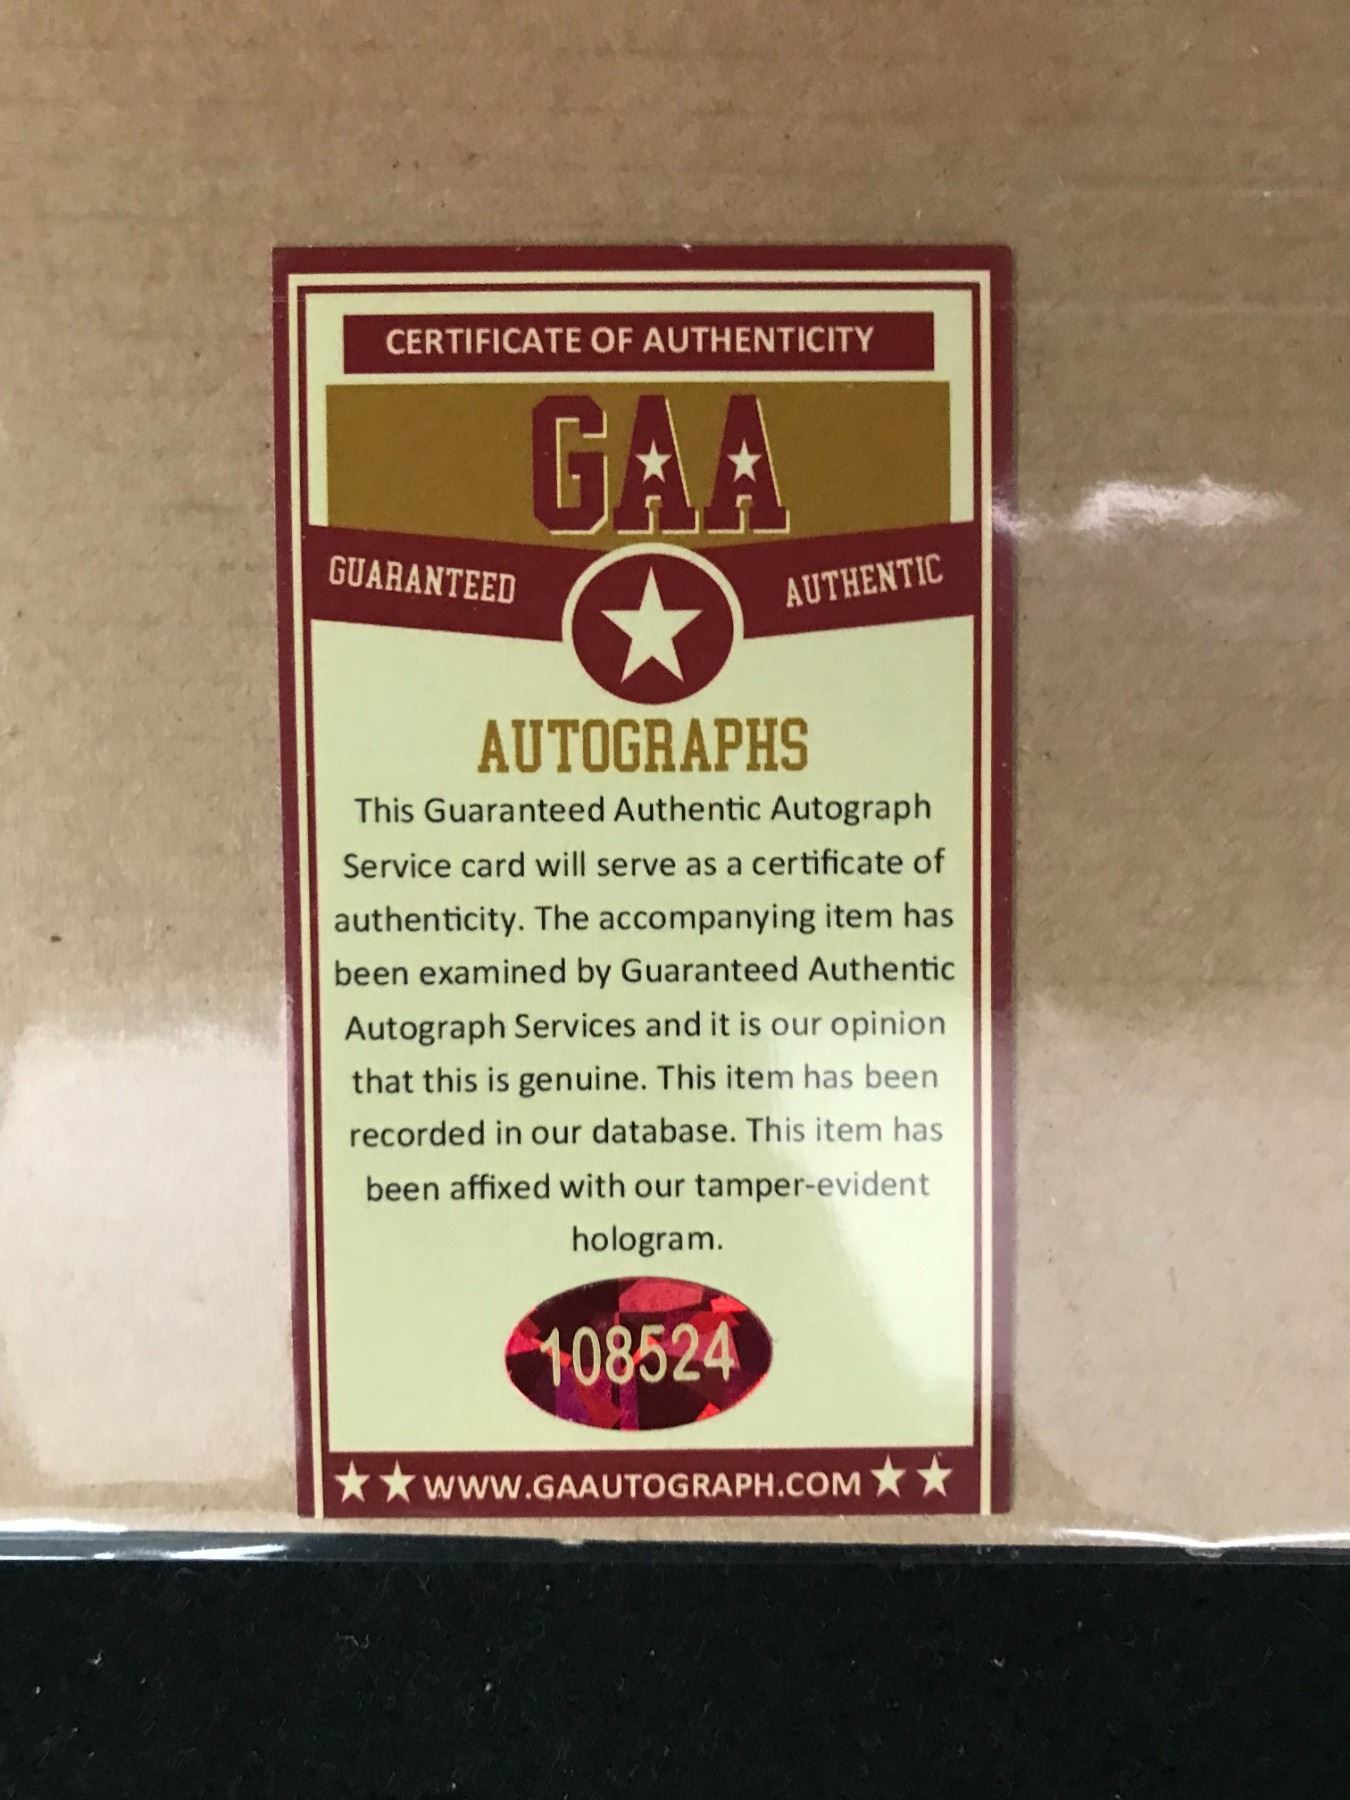 CERTIFICATE OF AUTHENTICITY
GAA
GUARANTEED AUTHENTIC
AUTOGRAPHS
This Guaranteed Authentic Autograph
Service card will serve as a certificate of
authenticity. The accompanying item has
been examined by Guaranteed Authentic
Autograph Services and it is our opinion
that this is genuine. This item has been
recorded in our database. This item has
been affixed with our tamper-evident
hologram.
108524
WWW.GAAUTOGRAPH.COM